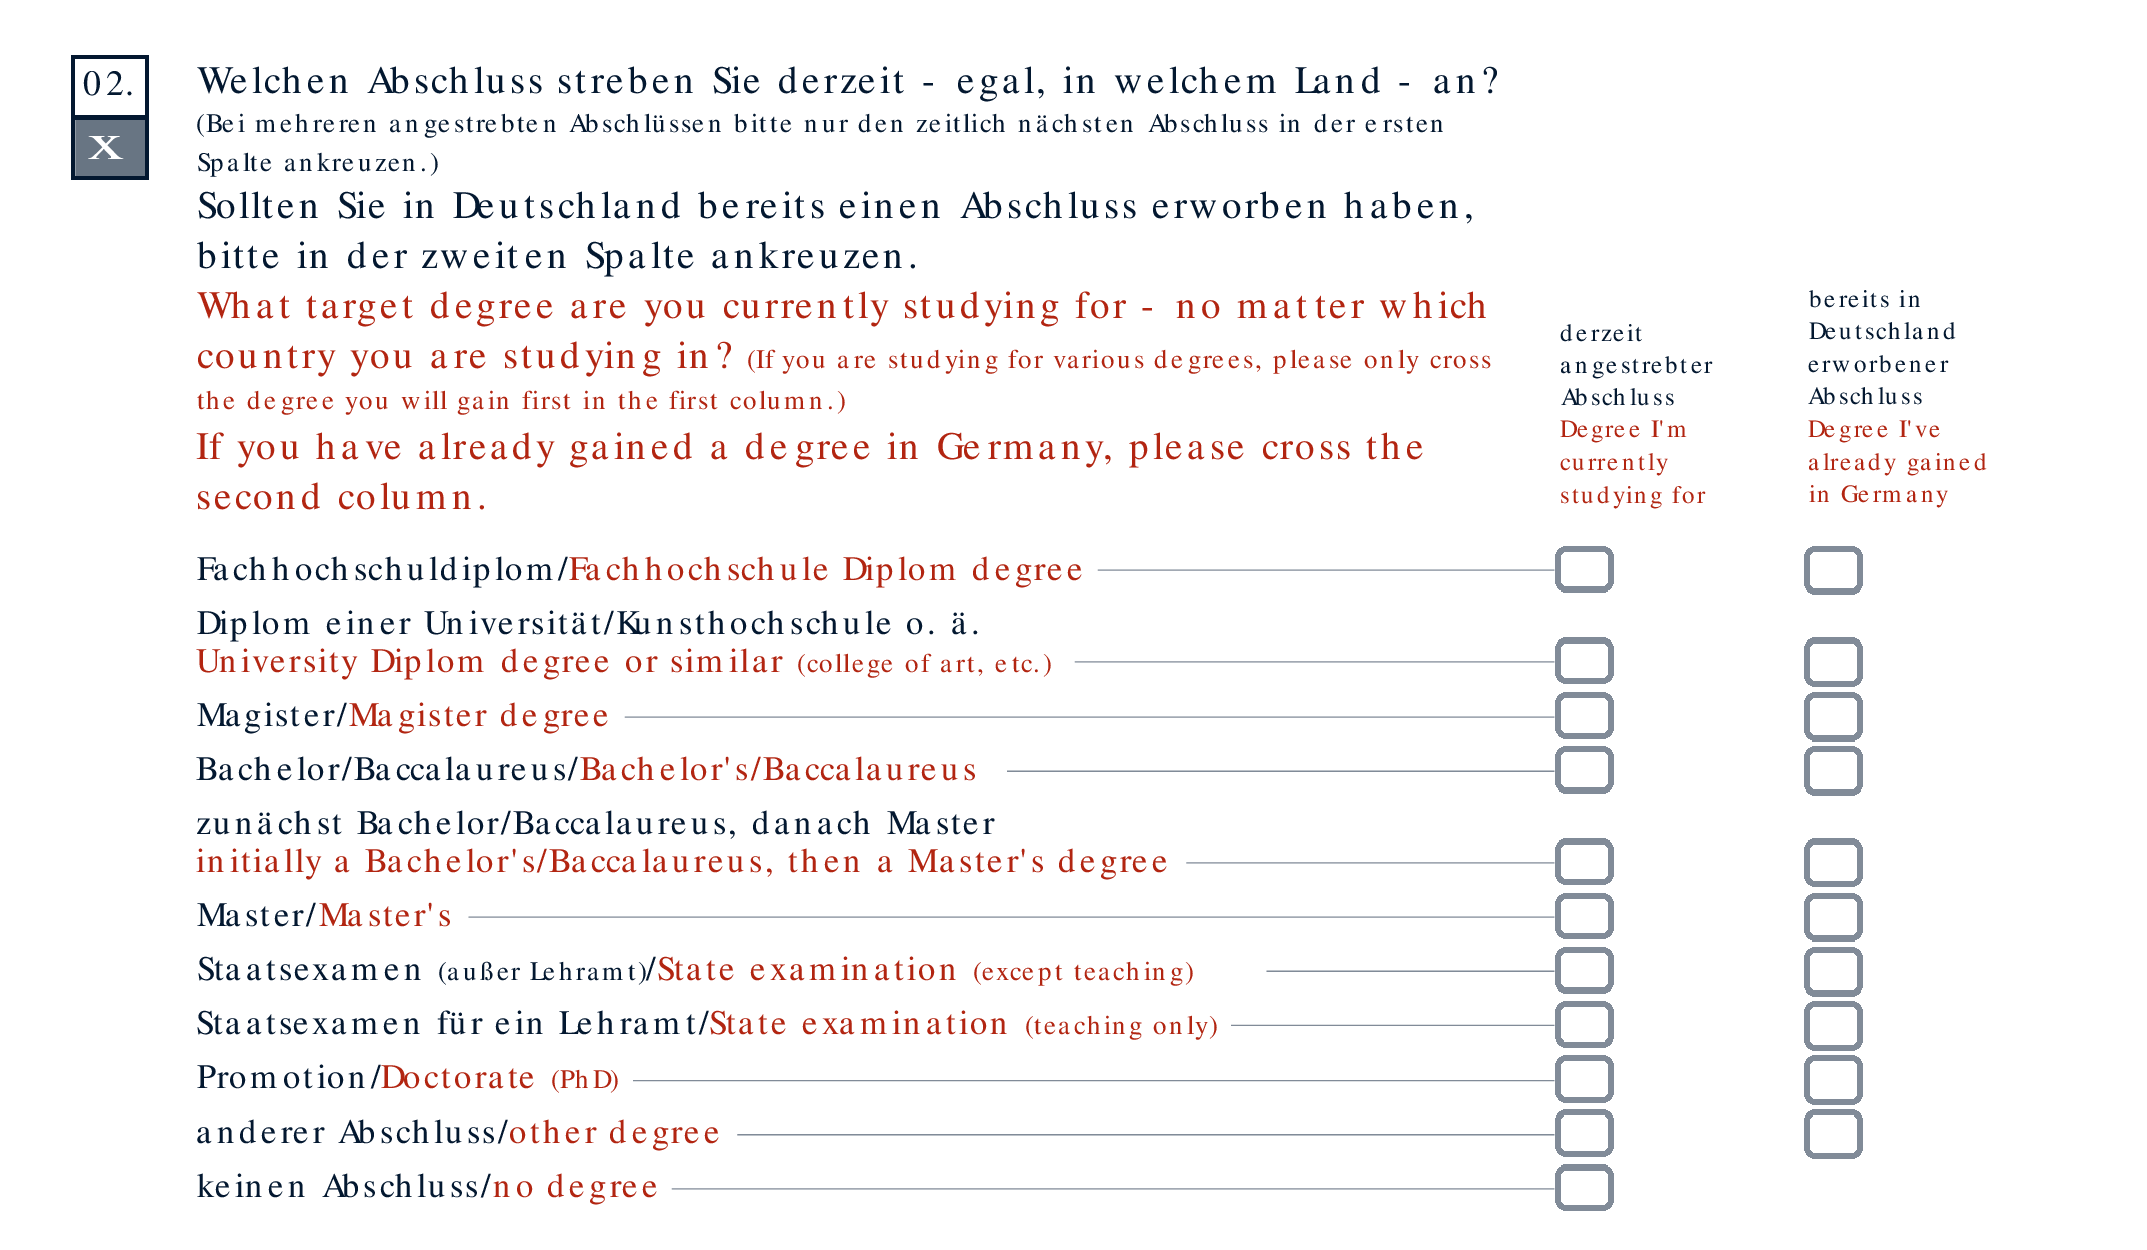 02.
X
Welchen Abschluss streben Sie derzeit - egal, in welchem Land - an?
(Bei mehreren angestrebten Abschlüssen bitte nur den zeitlich nächsten Abschluss in der ersten
Spalte ankreuzen.)
Sollten Sie in Deutschland bereits einen Abschluss erworben haben,
bitte in der zweiten Spalte ankreuzen.
What target degree are you currently studying for - no matter which
country you are studying in? (If you are studying for various degrees, please only cross
the degree you will gain first in the first column.)
If you have already gained a degree in Germany, please cross the
second column.
derzeit
angestrebter
Abschluss
Degree I'm
currently
studying for
bereits in
Deutschland
erworbener
Abschluss
Degree I've
already gained
in Germany
Fachhochschuldiplom/Fachhochschule Diplom degree
Diplom einer Universität/Kunsthochschule o. ä.
University Diplom degree or similar (college of art, etc.)
Magister/Magister degree
Bachelor/Baccalaureus/Bachelor's/Baccalaureus
zunächst Bachelor/Baccalaureus, danach Master
initially a Bachelor's/Baccalaureus, then a Master's degree
Master/Master's
Staatsexamen (außer Lehramt)/State examination (except teaching)
Staatsexamen für ein Lehramt/State examination (teaching only)
Promotion/Doctorate (PhD)
anderer Abschluss/other degree
keinen Abschluss/no degree